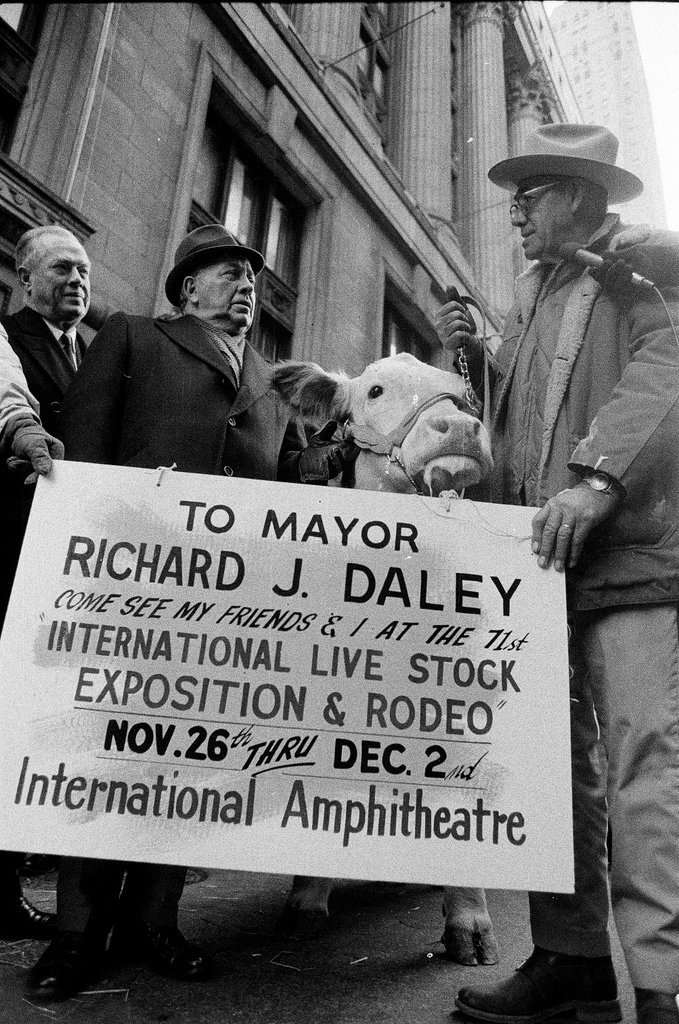 TO MAYOR
RICHARD J. DALEY
COME SEE MY FRIENDS & I AT THE 71st
"INTERNATIONAL LIVE STOCK
EXPOSITION & RODEO"
NOV. 26th THRU DEC. 2nd
International Amphitheatre